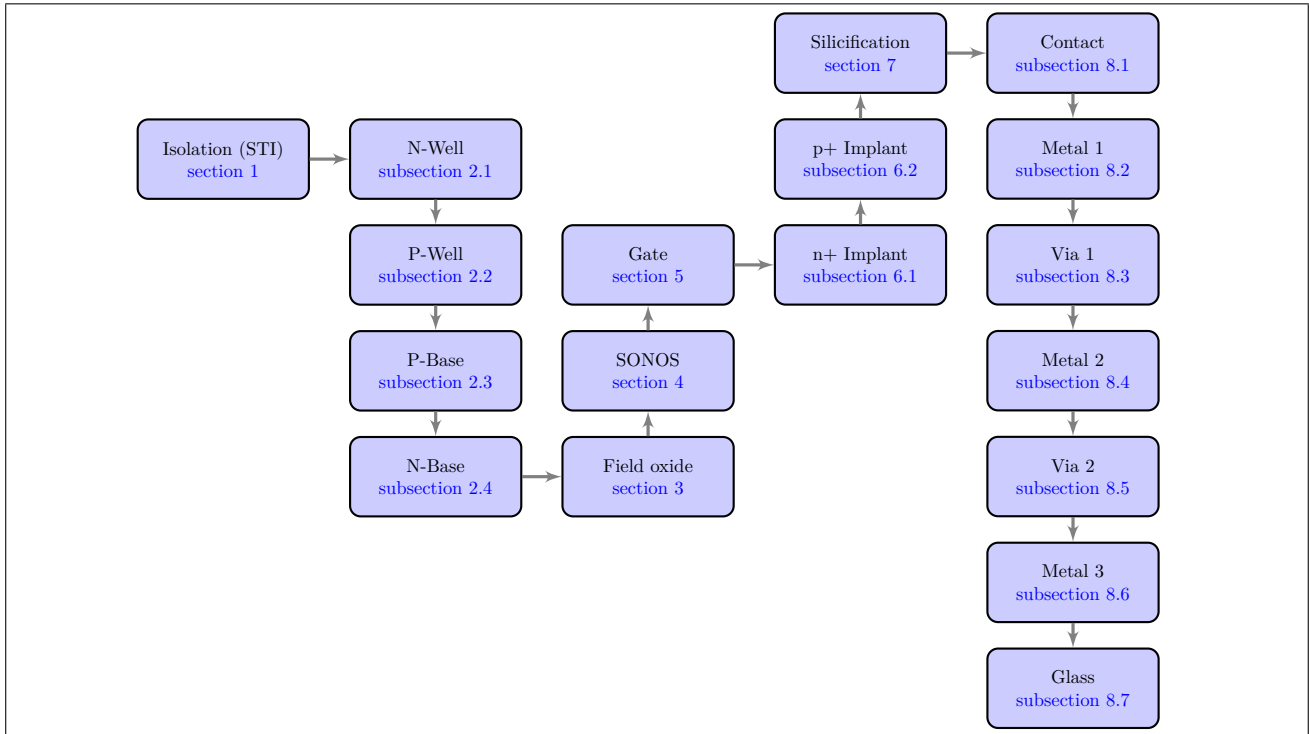 Isolation (STI)
section 1
N-Well
subsection 2.1
P-Well
subsection 2.2
P-Base
subsection 2.3
N-Base
subsection 2.4
Field oxide
section 3
SONOS
section 4
Gate
section 5
n+ Implant
subsection 6.1
p+ Implant
subsection 6.2
Silicification
section 7
Contact
subsection 8.1
Metal 1
subsection 8.2
Via 1
subsection 8.3
Metal 2
subsection 8.4
Via 2
subsection 8.5
Metal 3
subsection 8.6
Glass
subsection 8.7